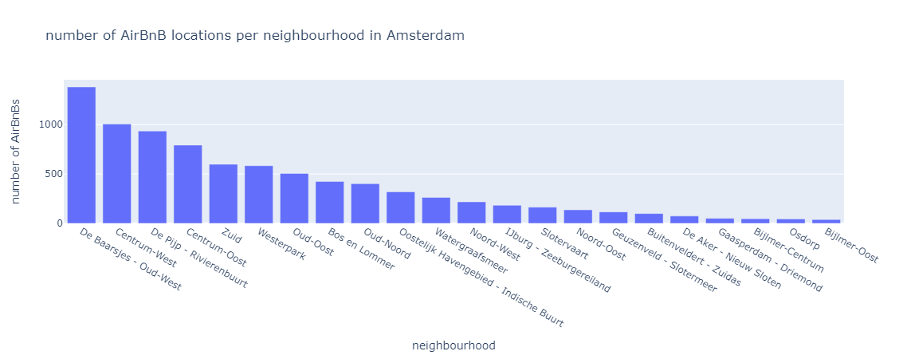 number of AirBnB locations per neighbourhood in Amsterdam
number of AirBnBs
1000
500
0
De Baarsjes - Oud-West
Centrum-West
De Pijp - Rivierenbuurt
Centrum-Oost
Zuid
Westerpark
Oud-Oost
Bos en Lommer
Oud-Noord
Oostelijk Havengebied - Indische Buurt
Watergraafsmeer
Noord-West
IJburg - Zeeburgereiland
Slotervaart
Noord-Oost
Geuzenveld - Slotermeer
Buitenveldert - Zuidas
De Aker - Nieuw Sloten
Gaasperdam - Driemond
Bijlmer-Centrum
Osdorp
Bijlmer-Oost
neighbourhood